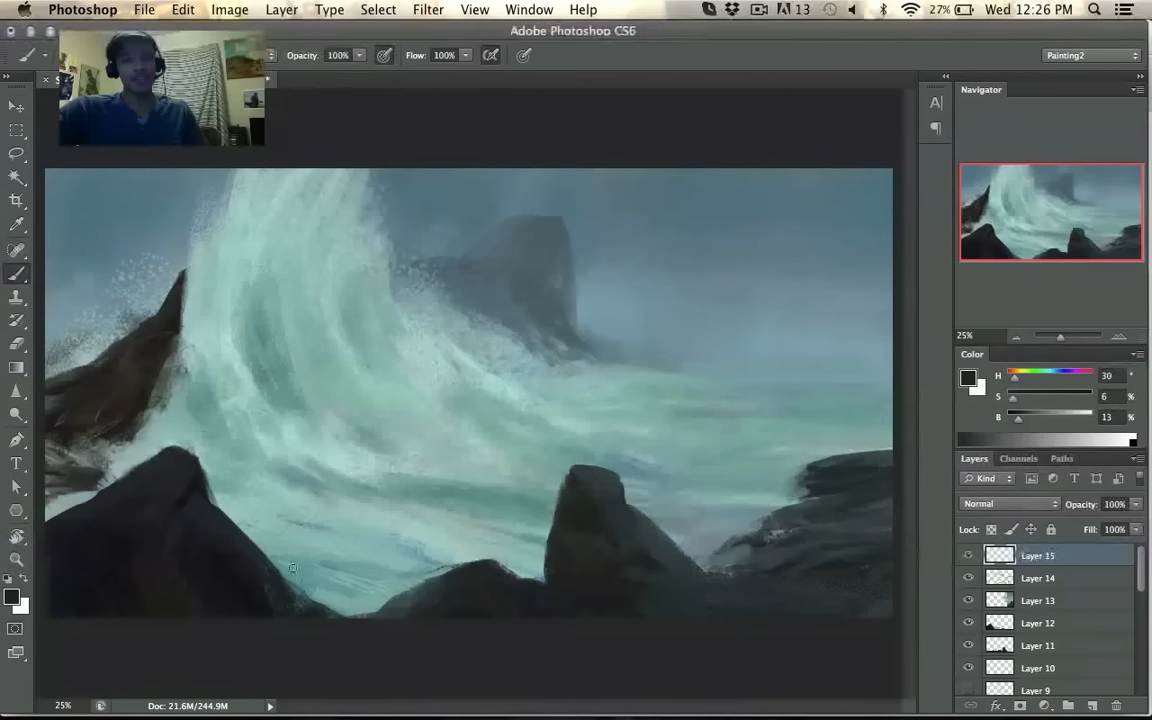 Photoshop File Edit Image Layer Type Select Filter View Window Help 13 27% Wed 12:26 PM
Adobe Photoshop CS6
Opacity: 100% Flow: 100% Painting2
Navigator
25%
Color
H 30 °
S 6 %
B 13 %
Layers Channels Paths
Kind
Normal Opacity: 100%
Lock: Fill: 100%
Layer 15
Layer 14
Layer 13
Layer 12
Layer 11
Layer 10
Layer 9
25% Doc: 21.6M/244.9M
fx